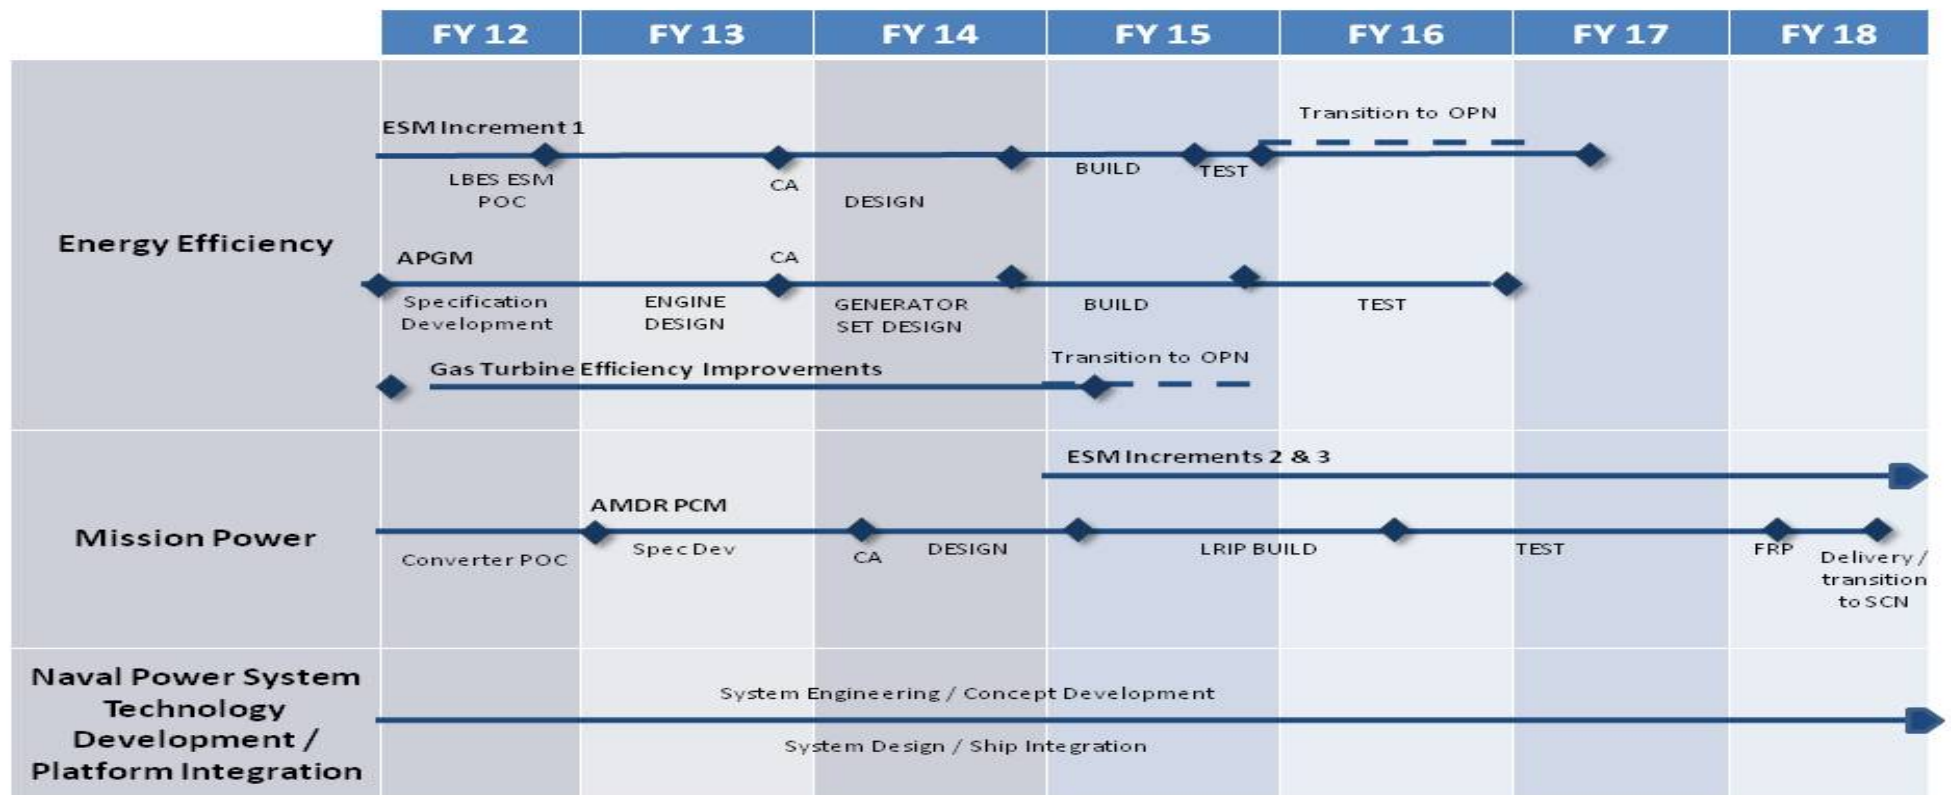 FY 12 FY 13 FY 14 FY 15 FY 16 FY 17 FY 18
Energy Efficiency
ESM Increment 1
Transition to OPN
LBES ESM
POC
CA
DESIGN
BUILD
TEST
APGM
CA
Specification
Development
ENGINE
DESIGN
GENERATOR
SET DESIGN
BUILD
TEST
Gas Turbine Efficiency Improvements
Transition to OPN
Mission Power
ESM Increments 2 & 3
AMDR PCM
Converter POC
Spec Dev
CA
DESIGN
LRIP BUILD
TEST
FRP
Delivery /
transition
to SCN
Naval Power System
Technology
Development /
Platform Integration
System Engineering / Concept Development
System Design / Ship Integration